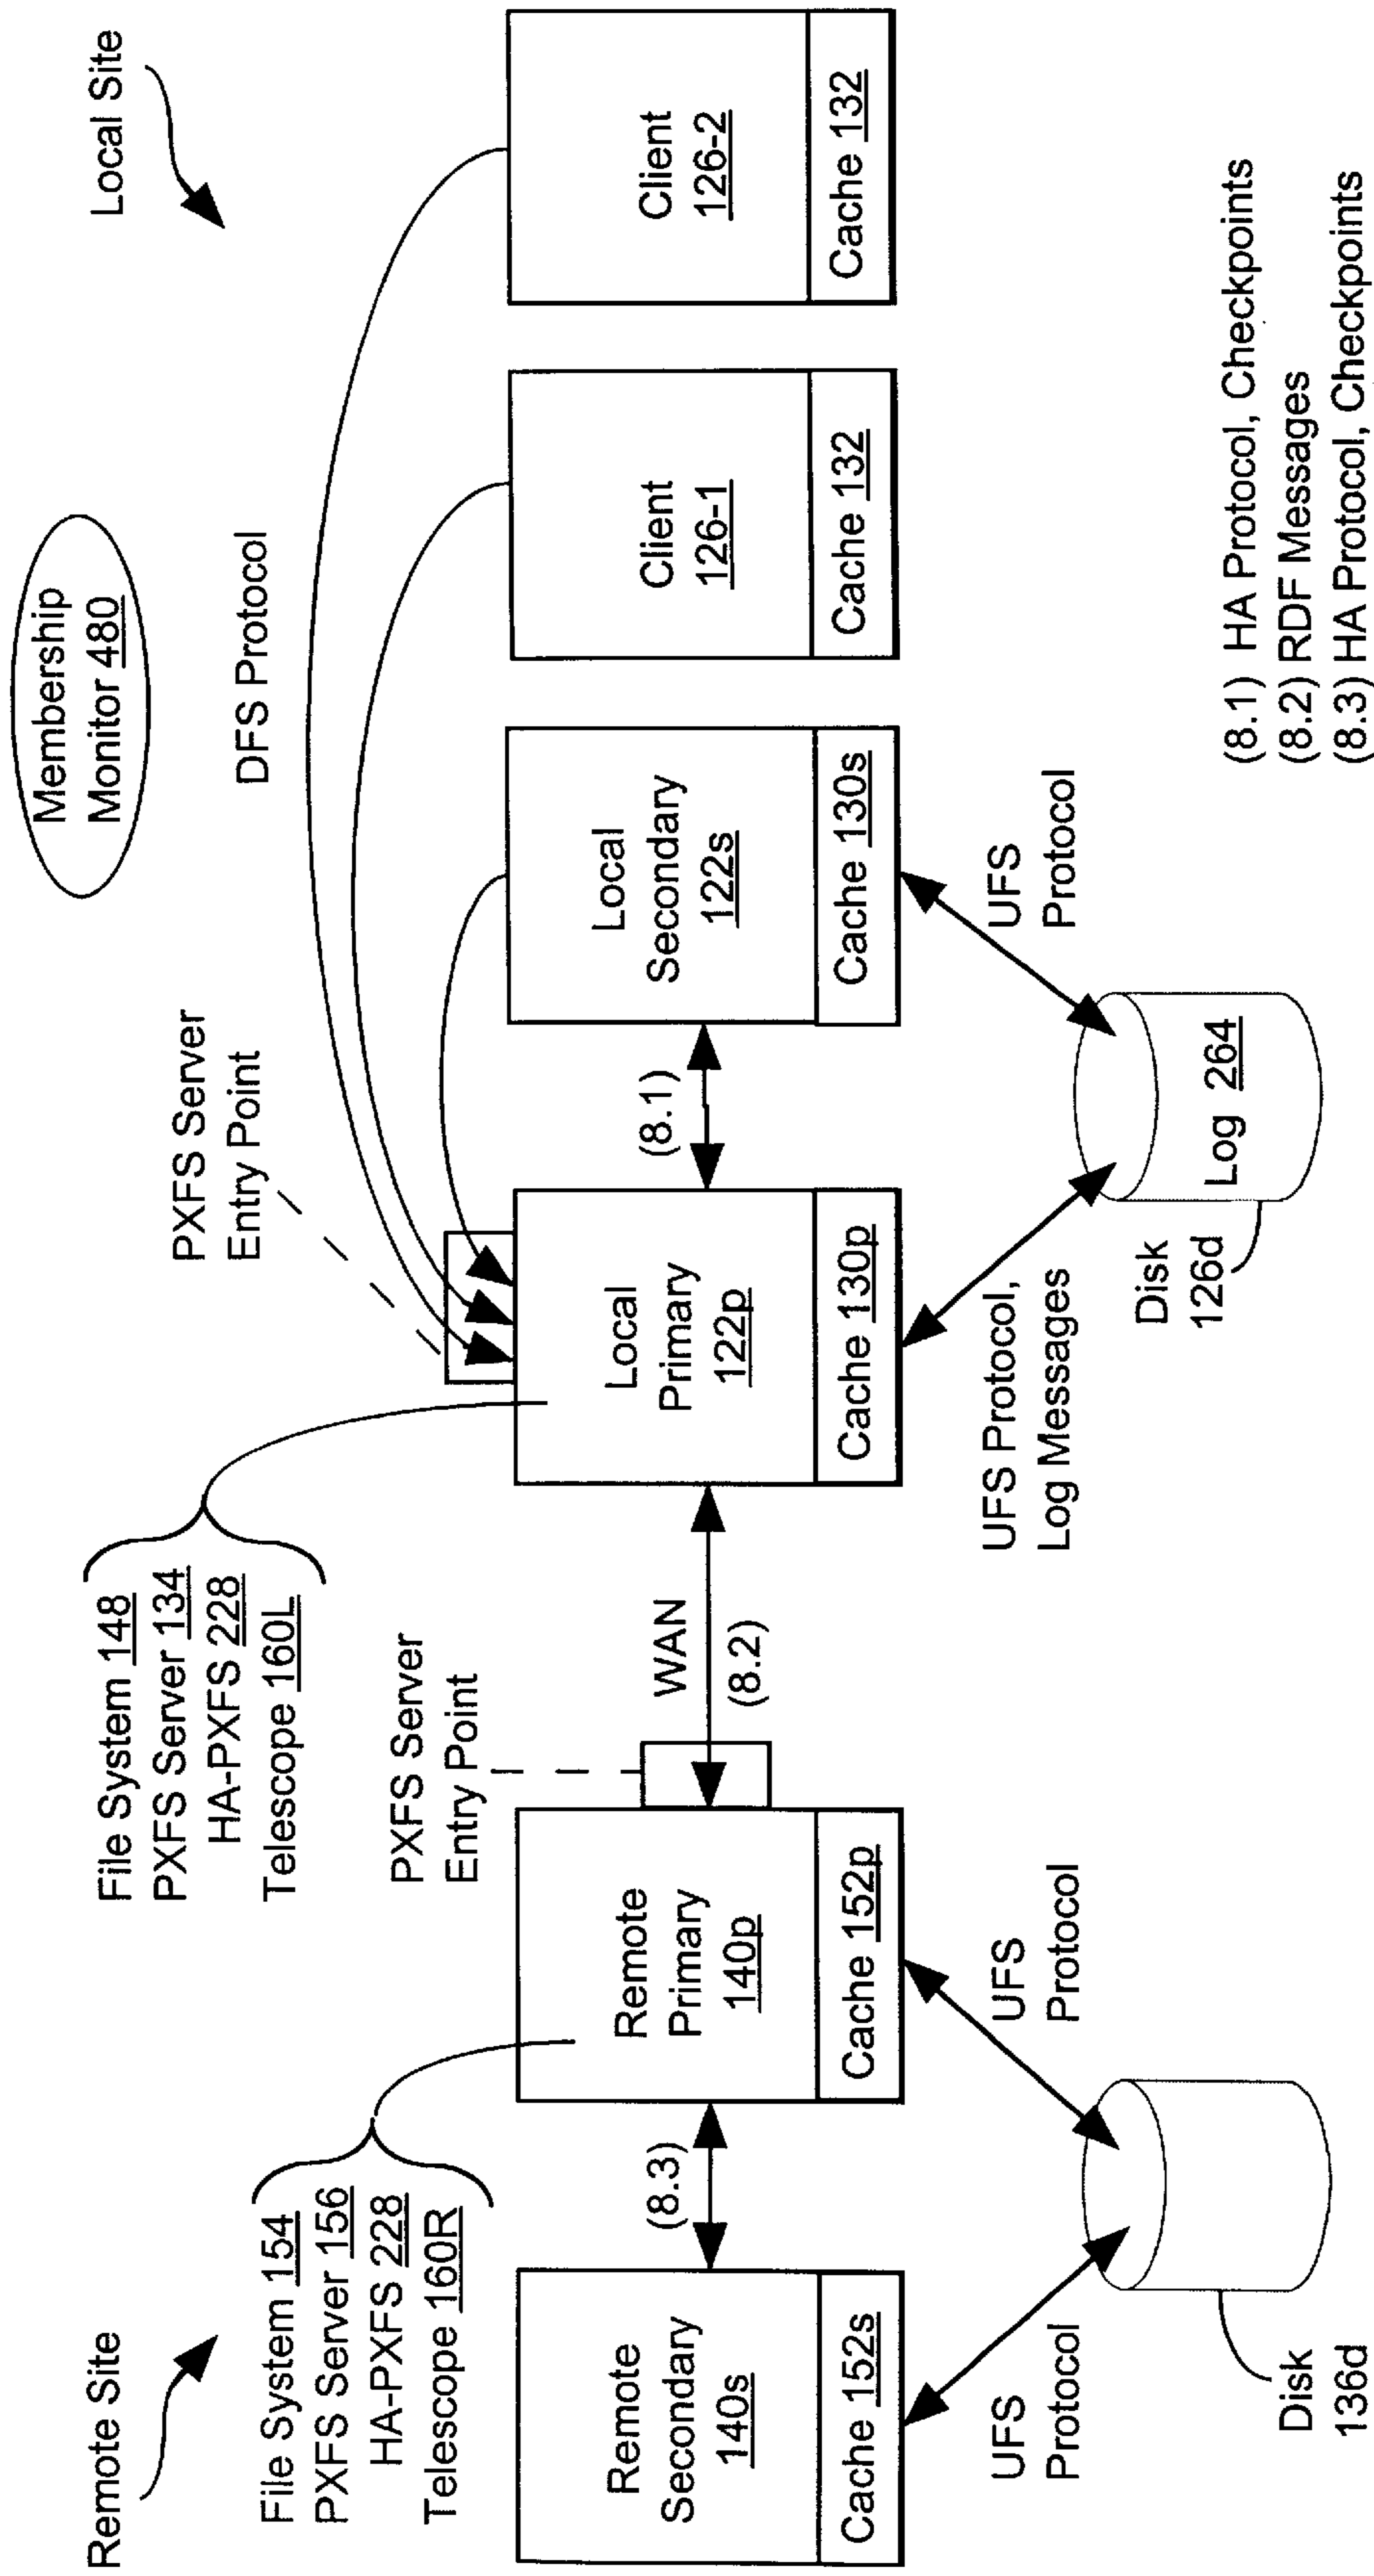 Remote Site
Membership
Monitor 480
Local Site
File System 148
PXFS Server 134
HA-PXFS 228
Telescope 160L
PXFS Server
Entry Point
DFS Protocol
File System 154
PXFS Server 156
HA-PXFS 228
Telescope 160R
PXFS Server
Entry Point
Remote
Secondary
140s
Cache 152s
(8.3)
Remote
Primary
140p
Cache 152p
WAN
(8.2)
Local
Primary
122p
Cache 130p
(8.1)
Local
Secondary
122s
Cache 130s
Client
126-1
Cache 132
Client
126-2
Cache 132
UFS
Protocol
UFS
Protocol
UFS Protocol,
Log Messages
UFS
Protocol
Disk
136d
Disk
126d
Log 264
(8.1) HA Protocol, Checkpoints
(8.2) RDF Messages
(8.3) HA Protocol, Checkpoints